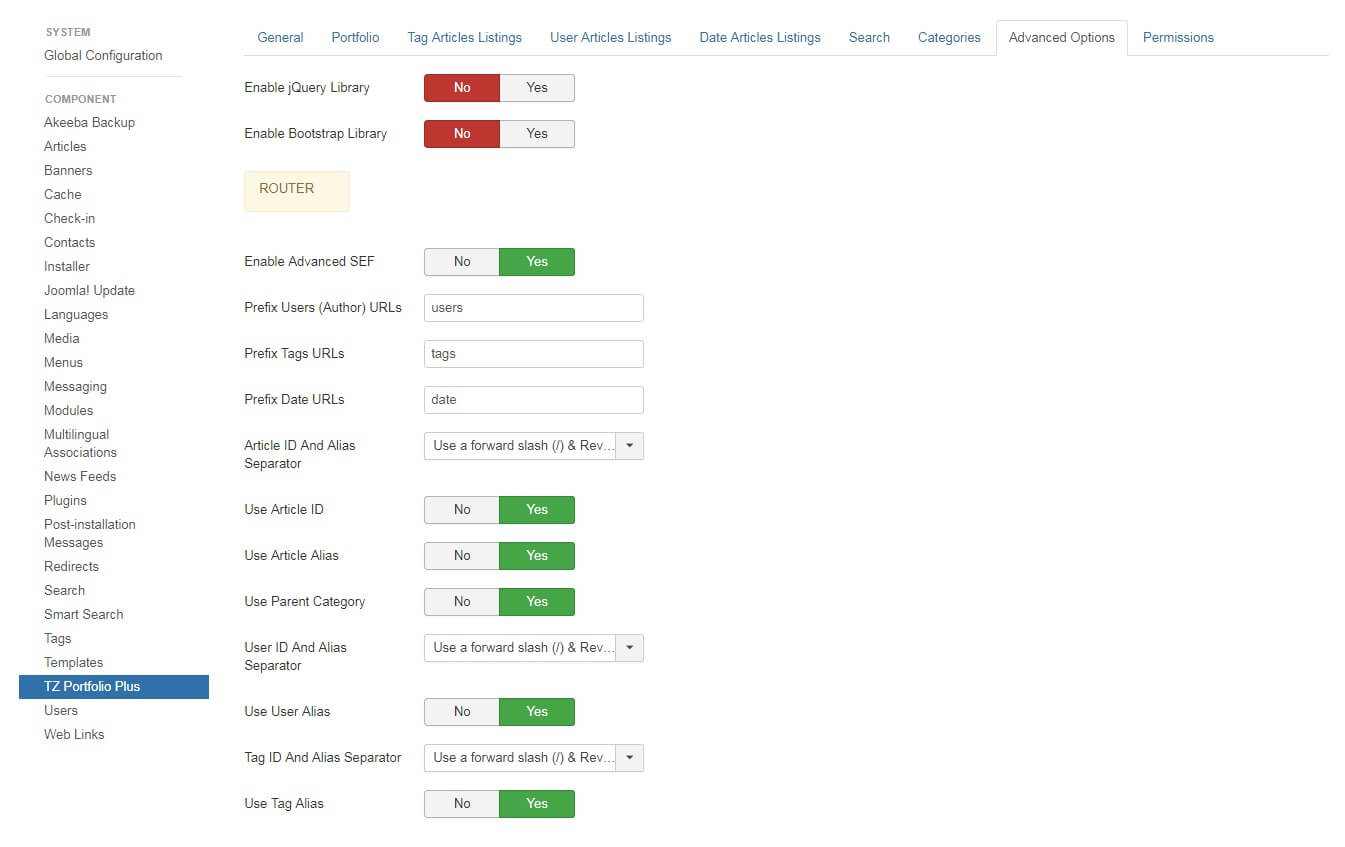 SYSTEM
Global Configuration
COMPONENT
Akeeba Backup
Articles
Banners
Cache
Check-in
Contacts
Installer
Joomla! Update
Languages
Media
Menus
Messaging
Modules
Multilingual
Associations
News Feeds
Plugins
Post-installation
Messages
Redirects
Search
Smart Search
Tags
Templates
TZ Portfolio Plus
Users
Web Links
General Portfolio Tag Articles Listings User Articles Listings Date Articles Listings Search Categories Advanced Options Permissions
Enable jQuery Library No Yes
Enable Bootstrap Library No Yes
ROUTER
Enable Advanced SEF No Yes
Prefix Users (Author) URLs users
Prefix Tags URLs tags
Prefix Date URLs date
Article ID And Alias Use a forward slash (/) & Rev...
Separator
Use Article ID No Yes
Use Article Alias No Yes
Use Parent Category No Yes
User ID And Alias Use a forward slash (/) & Rev...
Separator
Use User Alias No Yes
Tag ID And Alias Separator Use a forward slash (/) & Rev...
Use Tag Alias No Yes